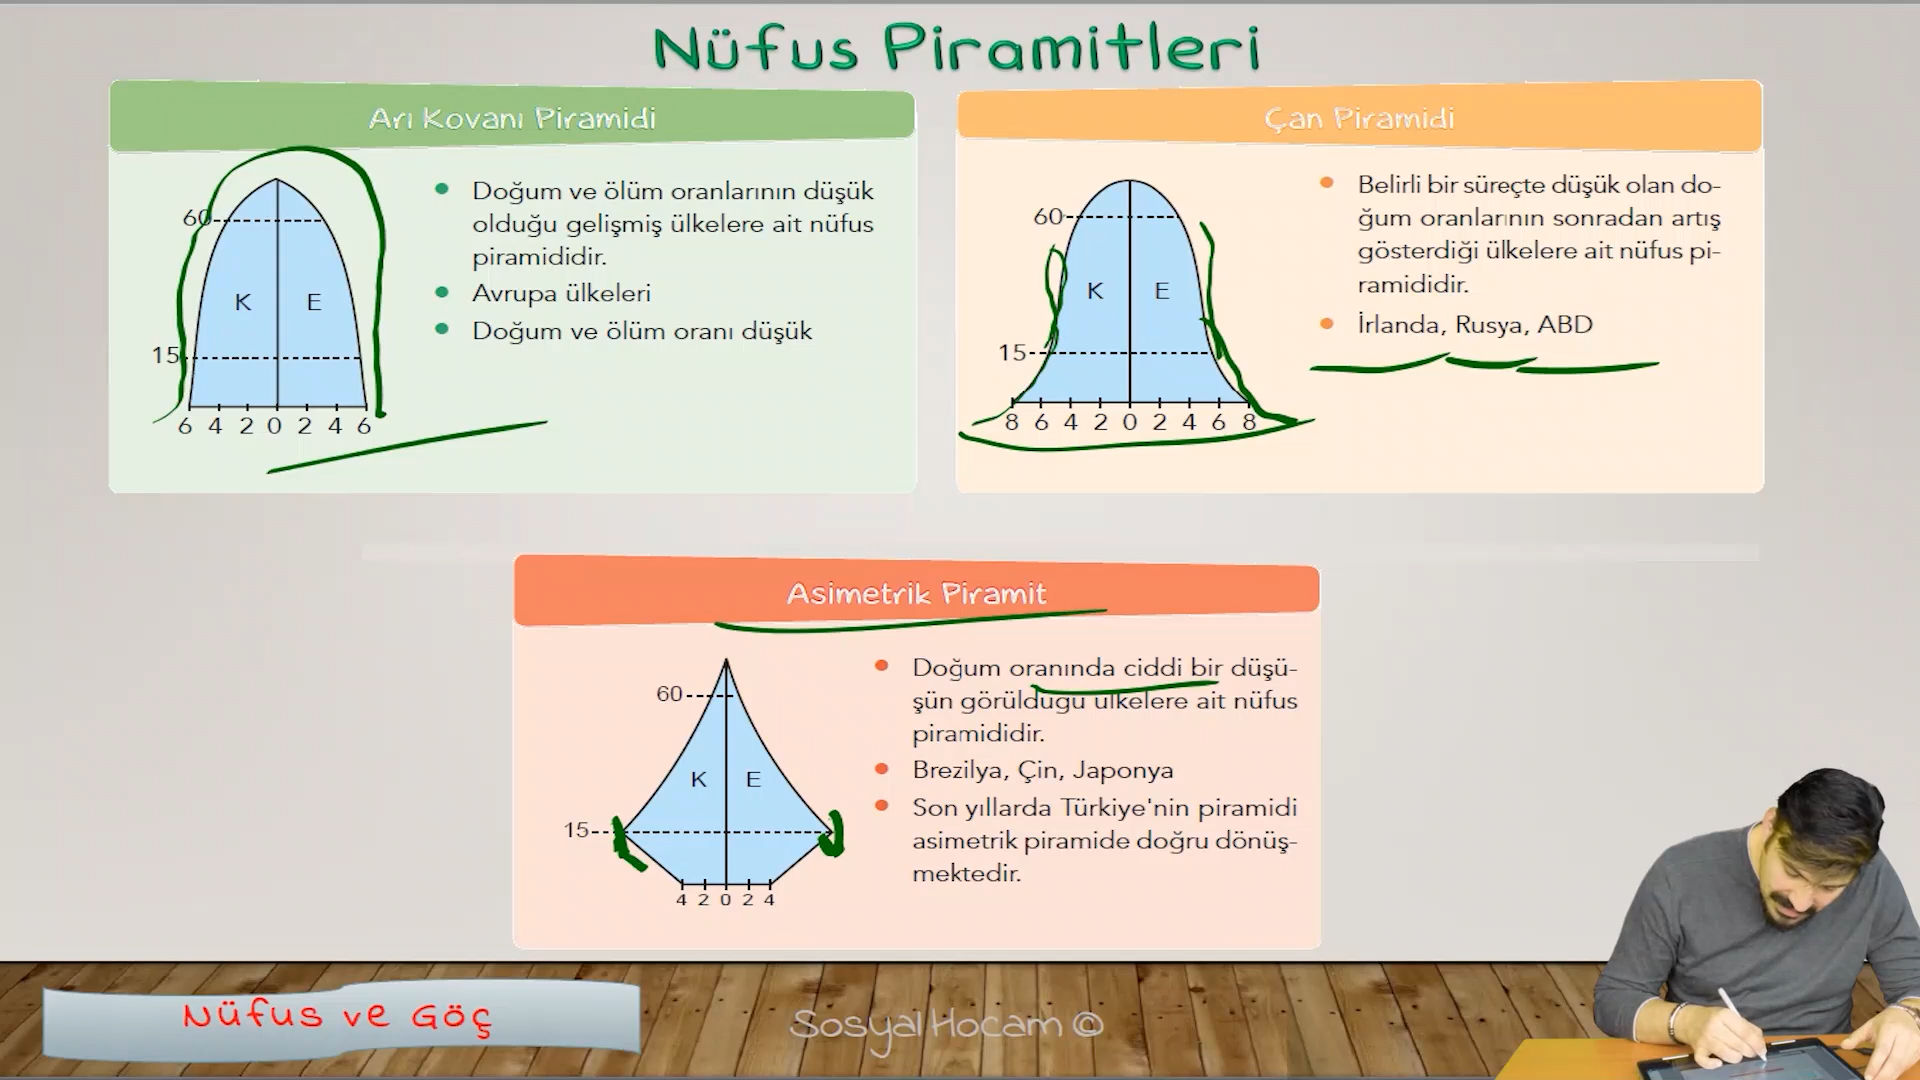 Nüfus Piramitleri
Arı Kovanı Piramidi
60
15
K E
6 4 2 0 2 4 6
Doğum ve ölüm oranlarının düşük
olduğu gelişmiş ülkelere ait nüfus
piramididir.
Avrupa ülkeleri
Doğum ve ölüm oranı düşük
Çan Piramidi
60
15
K E
8 6 4 2 0 2 4 6 8
Belirli bir süreçte düşük olan do-
ğum oranlarının sonradan artış
gösterdiği ülkelere ait nüfus pi-
ramididir.
İrlanda, Rusya, ABD
Asimetrik Piramit
60
15
K E
4 2 0 2 4
Doğum oranında ciddi bir düşü-
şün görüldüğü ülkelere ait nüfus
piramididir.
Brezilya, Çin, Japonya
Son yıllarda Türkiye'nin piramidi
asimetrik piramide doğru dönüş-
mektedir.
Nüfus ve Göç
Sosyal Hocam ©